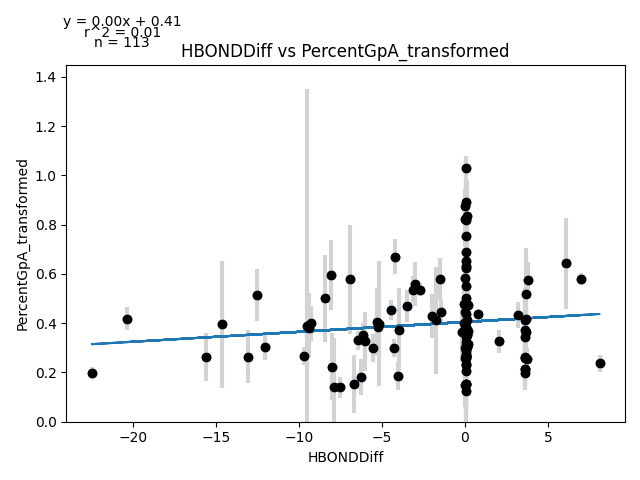 y = 0.00x + 0.41
r^2 = 0.01
n = 113
HBONDDiff vs PercentGpA_transformed
PercentGpA_transformed
1.4
1.2
1.0
0.8
0.6
0.4
0.2
0.0
−20 −15 −10 −5 0 5
HBONDDiff